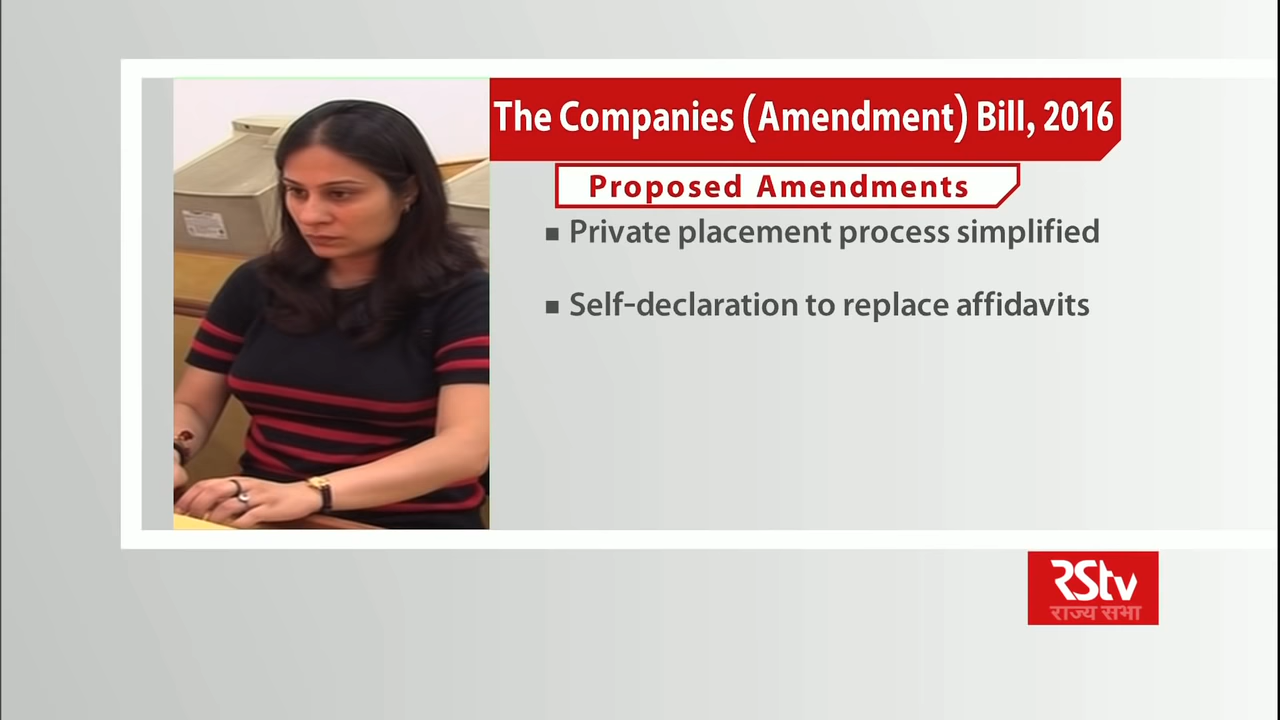 The Companies (Amendment) Bill, 2016
Proposed Amendments
▪ Private placement process simplified
▪ Self-declaration to replace affidavits
RStv
राज्य सभा